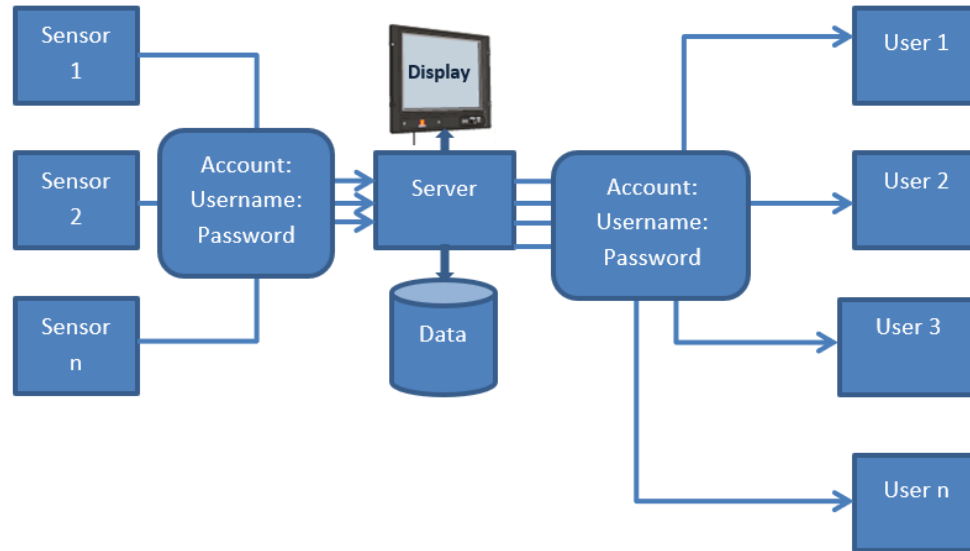 Sensor
1
Sensor
2
Sensor
n
Account:
Username:
Password
Display
Server
Data
Account:
Username:
Password
User 1
User 2
User 3
User n